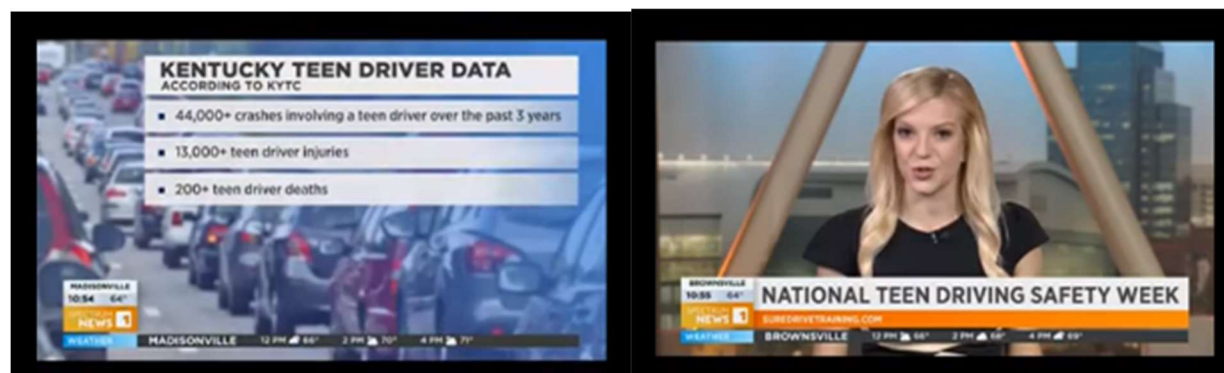 KENTUCKY TEEN DRIVER DATA
ACCORDING TO KYTC
44,000+ crashes involving a teen driver over the past 3 years
13,000+ teen driver injuries
200+ teen driver deaths
MADISONVILLE
10:54 64°
SPECTRUM
NEWS 1
WEATHER MADISONVILLE 12 PM 66° 2 PM 70° 4 PM 71°
NATIONAL TEEN DRIVING SAFETY WEEK
BROWNSVILLE
10:55 64°
SPECTRUM
NEWS 1
SUREDRIVETRAINING.COM
WEATHER BROWNSVILLE 12 PM 66° 2 PM 68° 4 PM 69°